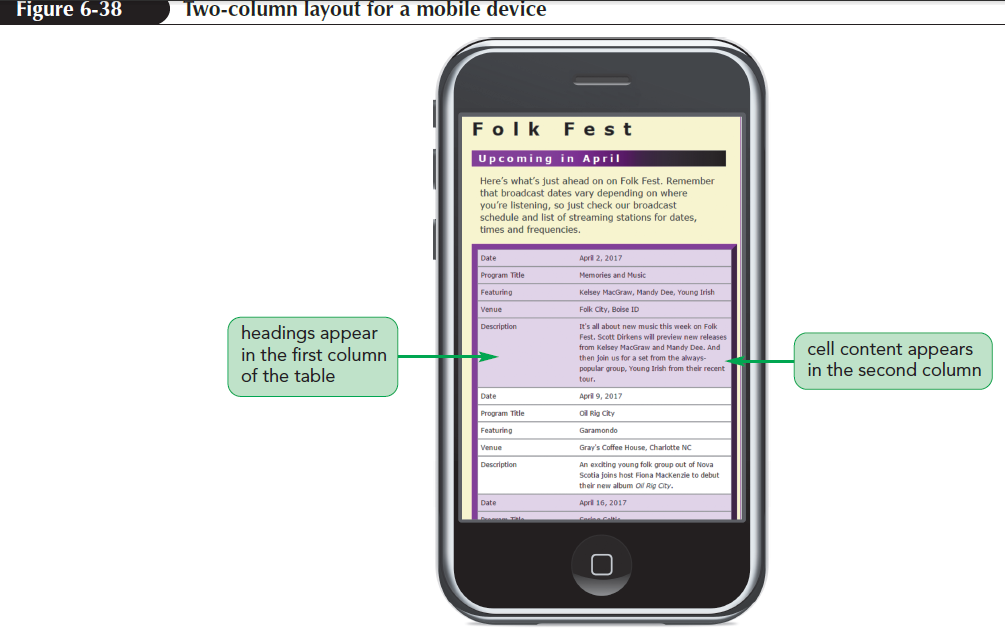 Figure 6-38 Two-column layout for a mobile device
Folk Fest
Upcoming in April
Here's what's just ahead on on Folk Fest. Remember
that broadcast dates vary depending on where
you're listening, so just check our broadcast
schedule and list of streaming stations for dates,
times and frequencies.
Date April 2, 2017
Program Title Memories and Music
Featuring Kelsey MacGraw, Mandy Dee, Young Irish
Venue Folk City, Boise ID
Description It's all about new music this week on Folk
Fest. Scott Dirkens will preview new releases
from Kelsey MacGraw and Mandy Dee. And
then join us for a set from the always-
popular group, Young Irish from their recent
tour.
Date April 9, 2017
Program Title Oil Rig City
Featuring Garamondo
Venue Gray's Coffee House, Charlotte NC
Description An exciting young folk group out of Nova
Scotia joins host Fiona MacKenzie to debut
their new album Oil Rig City.
Date April 16, 2017
Program Title Spring Celtic
headings appear
in the first column
of the table
cell content appears
in the second column